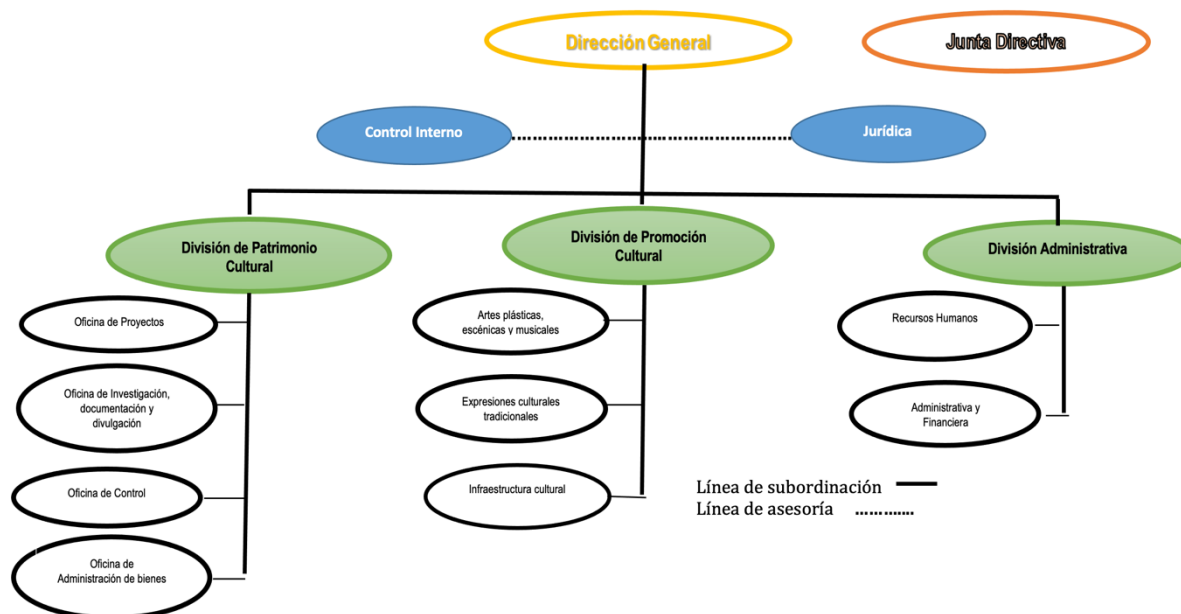 Dirección General
Junta Directiva
Control Interno
Jurídica
División de Patrimonio
Cultural
División de Promoción
Cultural
División Administrativa
Oficina de Proyectos
Oficina de Investigación,
documentación y
divulgación
Oficina de Control
Oficina de
Administración de bienes
Artes plásticas,
escénicas y musicales
Expresiones culturales
tradicionales
Infraestructura cultural
Recursos Humanos
Administrativa y
Financiera
Línea de subordinación
Línea de asesoría